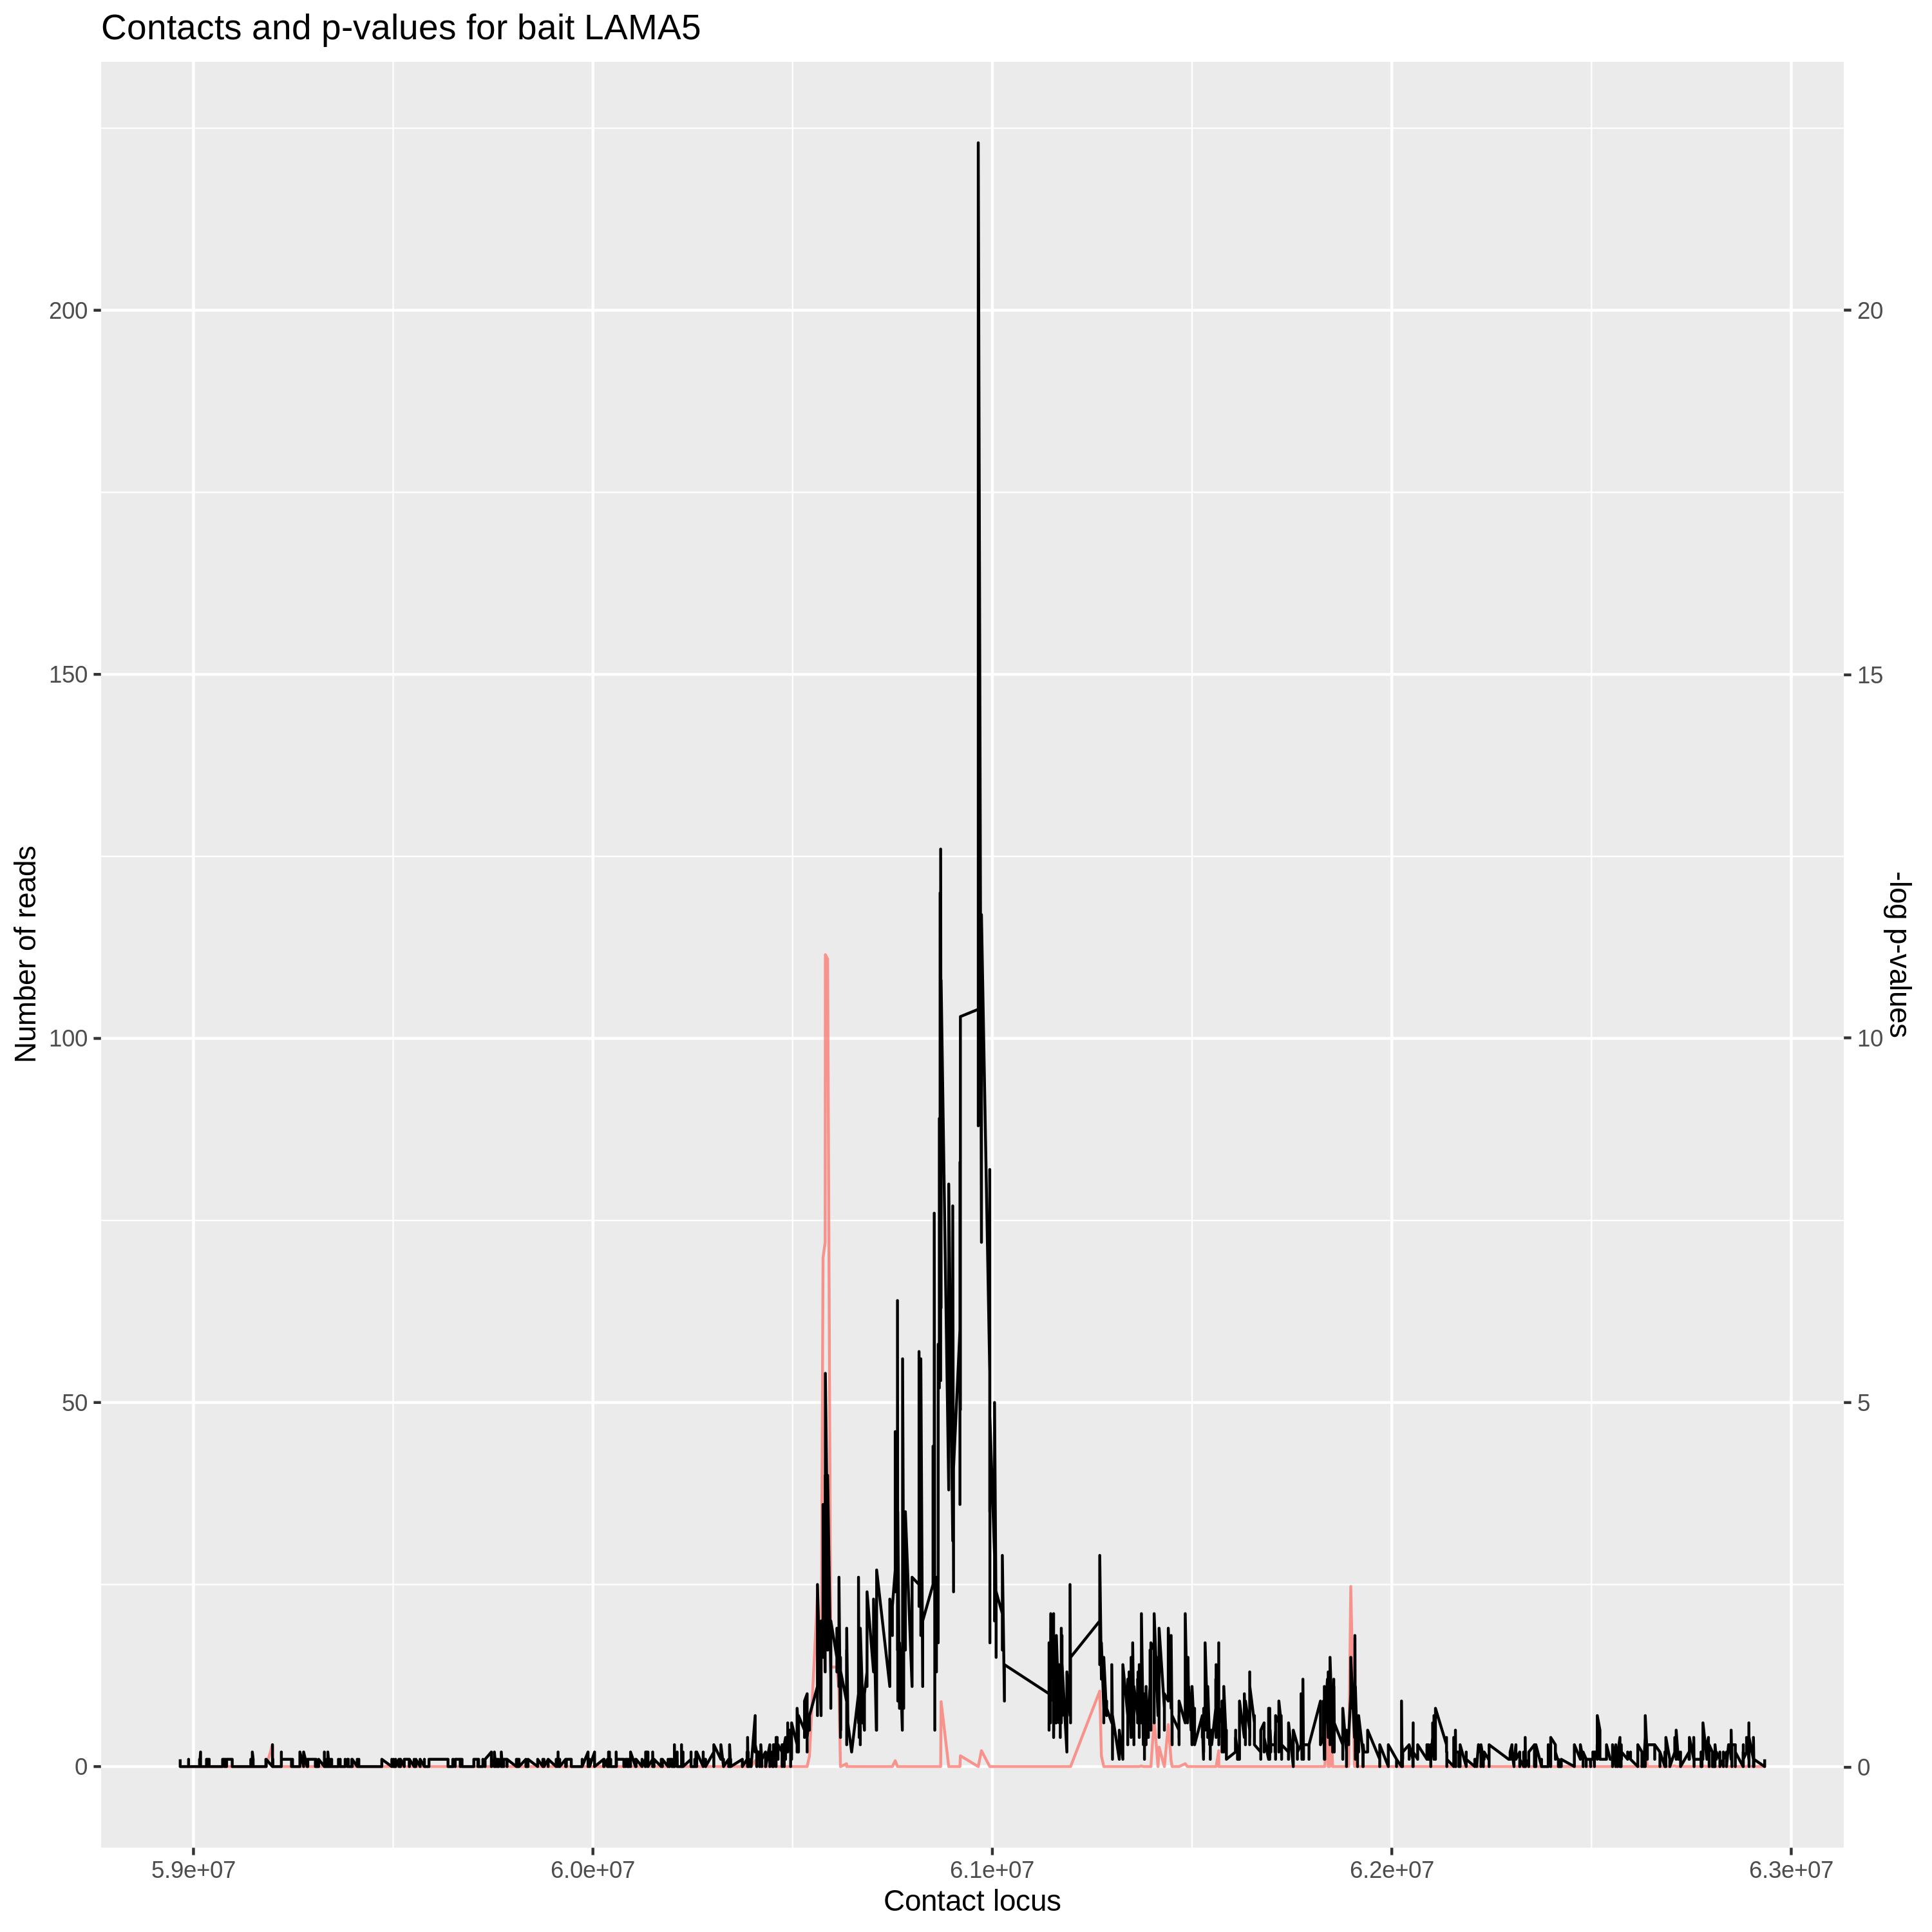 Contacts and p-values for bait LAMA5
Number of reads
200
150
100
50
0
20
15
10
5
0
-log p-values
5.9e+07 6.0e+07 6.1e+07 6.2e+07 6.3e+07
Contact locus